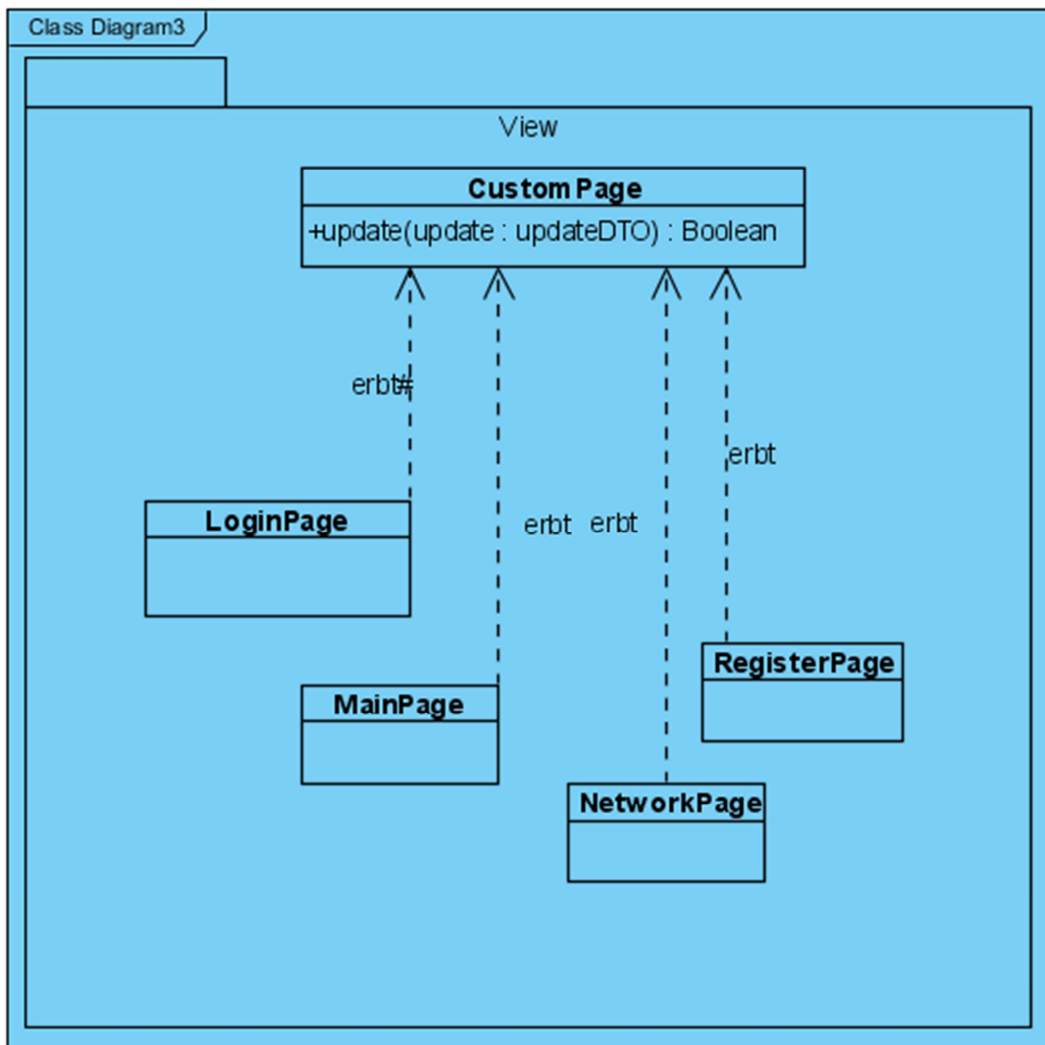 Class Diagram3
View
CustomPage
+update(update : updateDTO) : Boolean
erbt#
erbt
LoginPage
erbt
erbt
RegisterPage
MainPage
NetworkPage